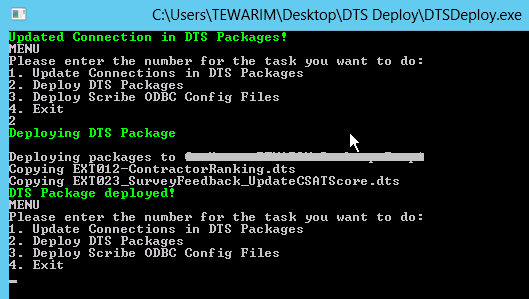 C:\Users\TEWARIM\Desktop\DTS Deploy\DTSDeploy.exe
Updated Connection in DTS Packages!
MENU
Please enter the number for the task you want to do:
1. Update Connections in DTS Packages
2. Deploy DTS Packages
3. Deploy Scribe ODBC Config Files
4. Exit
2
Deploying DTS Package
Deploying packages to
Copying EXT012-ContractorRanking.dts
Copying EXT023_SurveyFeedback_UpdateCSATScore.dts
DTS Package deployed!
MENU
Please enter the number for the task you want to do:
1. Update Connections in DTS Packages
2. Deploy DTS Packages
3. Deploy Scribe ODBC Config Files
4. Exit